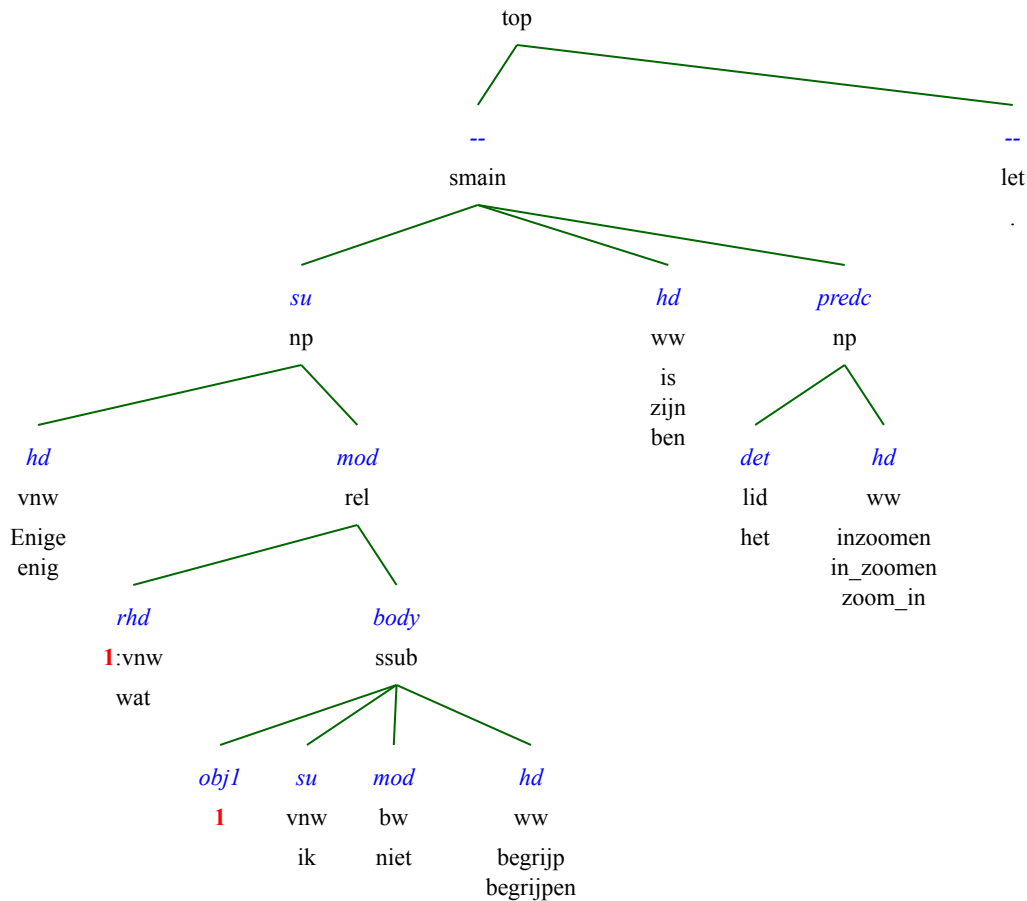 top
-- --
smain let
.
su hd predc
np ww np
is
zijn
ben
hd mod det hd
vnw rel lid ww
Enige het inzoomen
enig in_zoomen
zoom_in
rhd body
1:vnw ssub
wat
obj1 su mod hd
1 vnw bw ww
ik niet begrijp
begrijpen